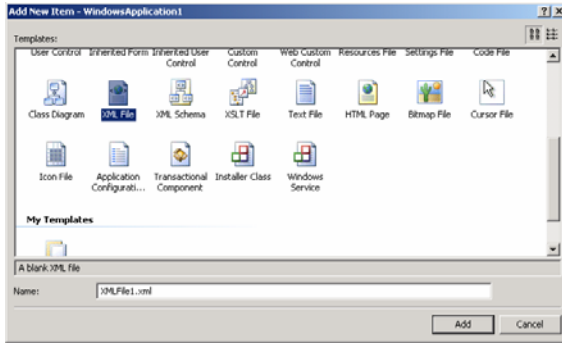 Add New Item - WindowsApplication1
Templates:
User Control Inherited Form Inherited User Control Custom Control Web Custom Control Resources File Settings File Code File
Class Diagram XML File XML Schema XSLT File Text File HTML Page Bitmap File Cursor File
Icon File Application Configurati... Transactional Component Installer Class Windows Service
My Templates
A blank XML file
Name: XMLFile1.xml
Add Cancel